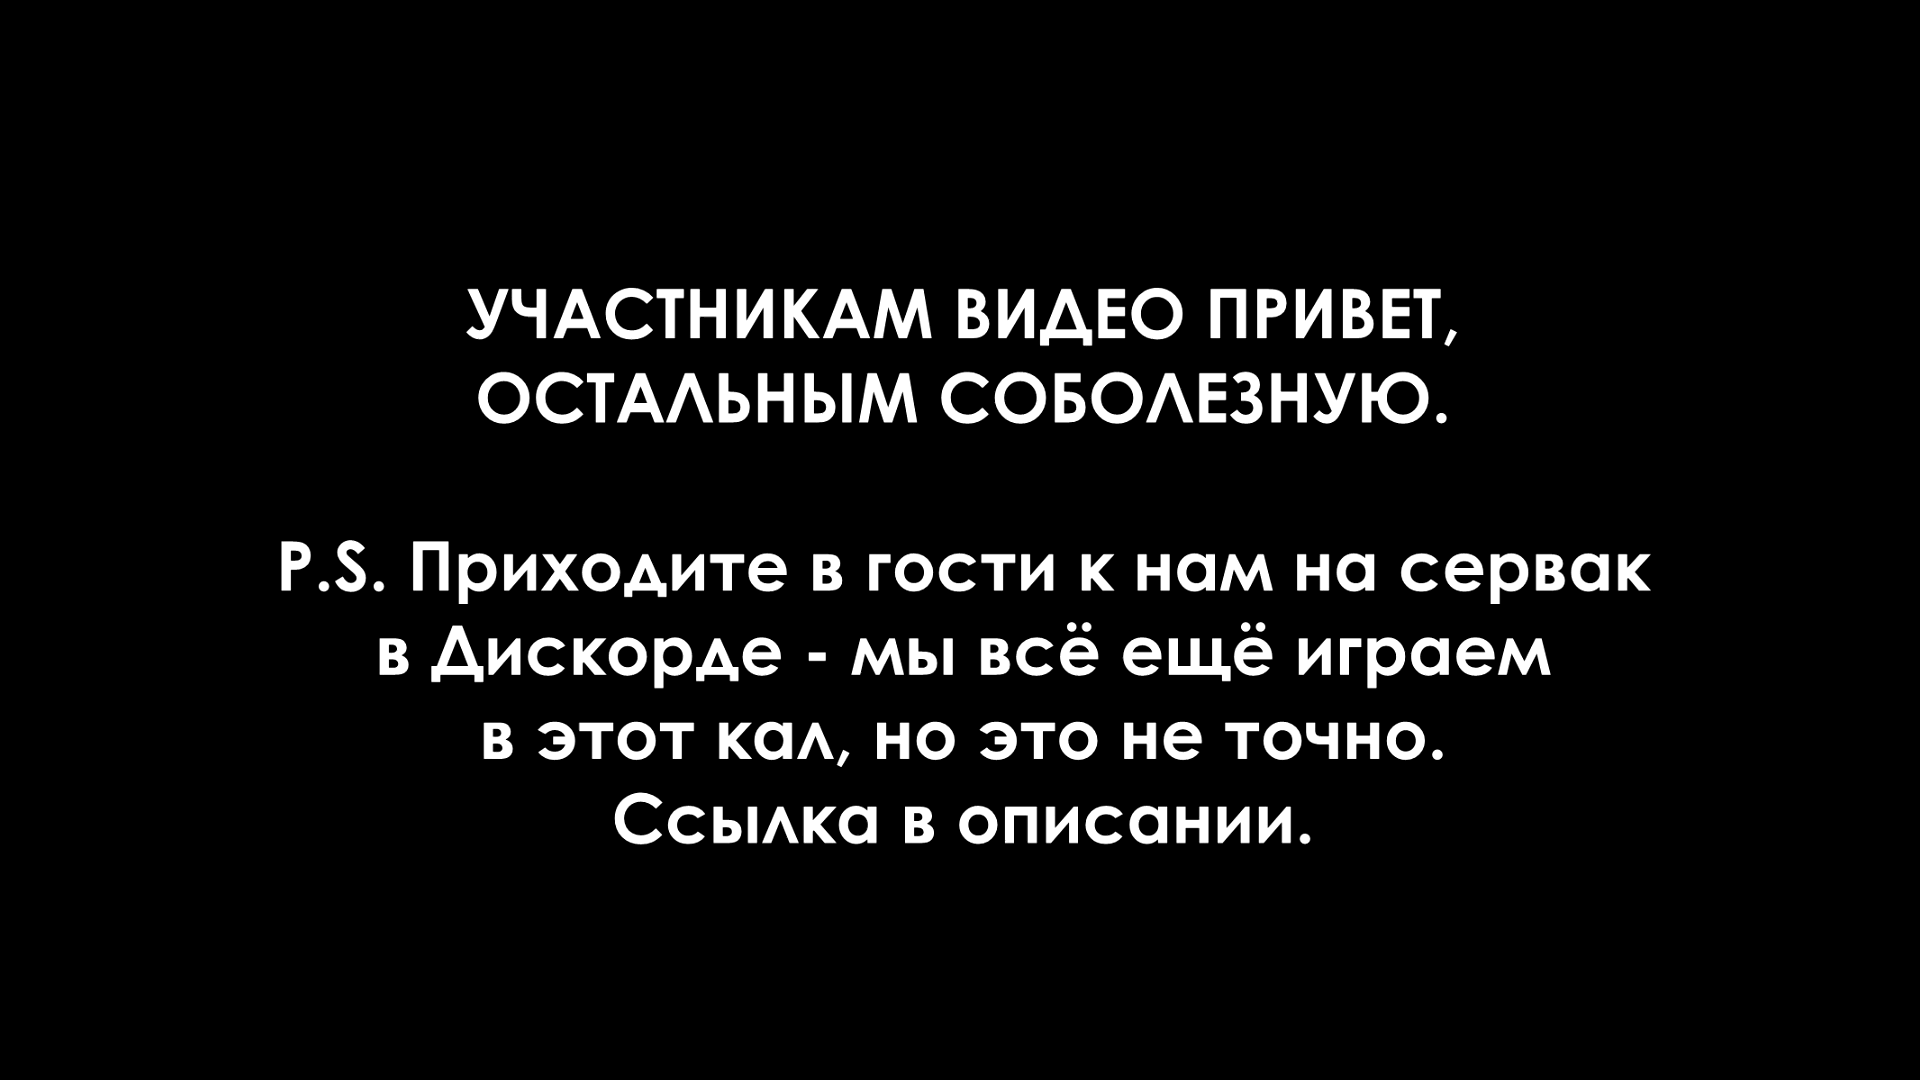 УЧАСТНИКАМ ВИДЕО ПРИВЕТ,
ОСТАЛЬНЫМ СОБОЛЕЗНУЮ.
P.S. Приходите в гости к нам на сервак
в Дискорде - мы всё ещё играем
в этот кал, но это не точно.
Ссылка в описании.